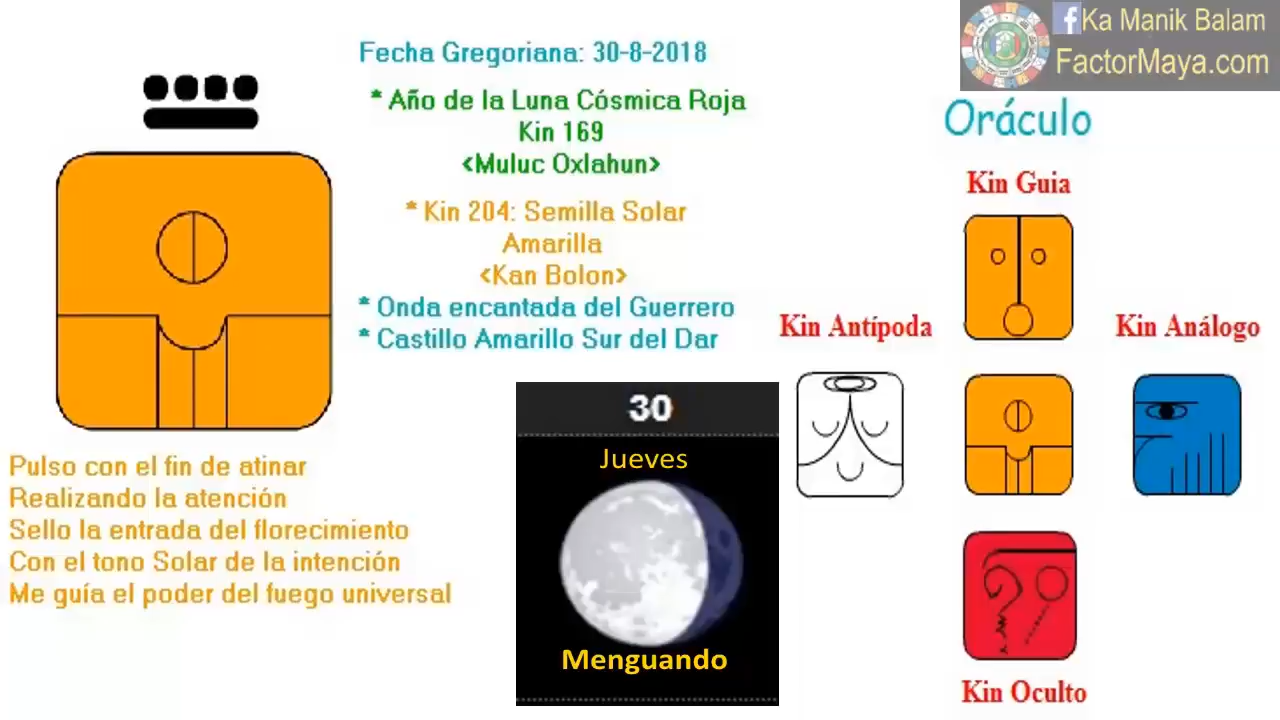 Ka Manik Balam
FactorMaya.com
Fecha Gregoriana: 30-8-2018
* Año de la Luna Cósmica Roja
Kin 169
<Muluc Oxlahun>
* Kin 204: Semilla Solar
Amarilla
<Kan Bolon>
* Onda encantada del Guerrero
* Castillo Amarillo Sur del Dar
Pulso con el fin de atinar
Realizando la atención
Sello la entrada del florecimiento
Con el tono Solar de la intención
Me guía el poder del fuego universal
30
Jueves
Menguando
Oráculo
Kin Guia
Kin Antípoda
Kin Análogo
Kin Oculto